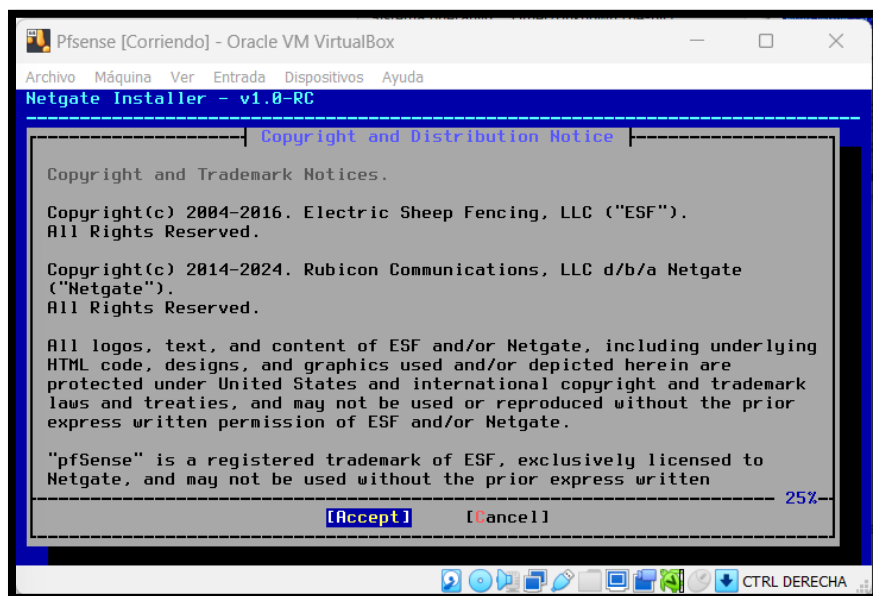 Pfsense [Corriendo] - Oracle VM VirtualBox
Archivo Máquina Ver Entrada Dispositivos Ayuda
Netgate Installer - v1.0-RC
Copyright and Distribution Notice
Copyright and Trademark Notices.
Copyright(c) 2004-2016. Electric Sheep Fencing, LLC ("ESF").
All Rights Reserved.
Copyright(c) 2014-2024. Rubicon Communications, LLC d/b/a Netgate
("Netgate").
All Rights Reserved.
All logos, text, and content of ESF and/or Netgate, including underlying
HTML code, designs, and graphics used and/or depicted herein are
protected under United States and international copyright and trademark
laws and treaties, and may not be used or reproduced without the prior
express written permission of ESF and/or Netgate.
"pfSense" is a registered trademark of ESF, exclusively licensed to
Netgate, and may not be used without the prior express written
25%
[Accept] [Cancel]
CTRL DERECHA